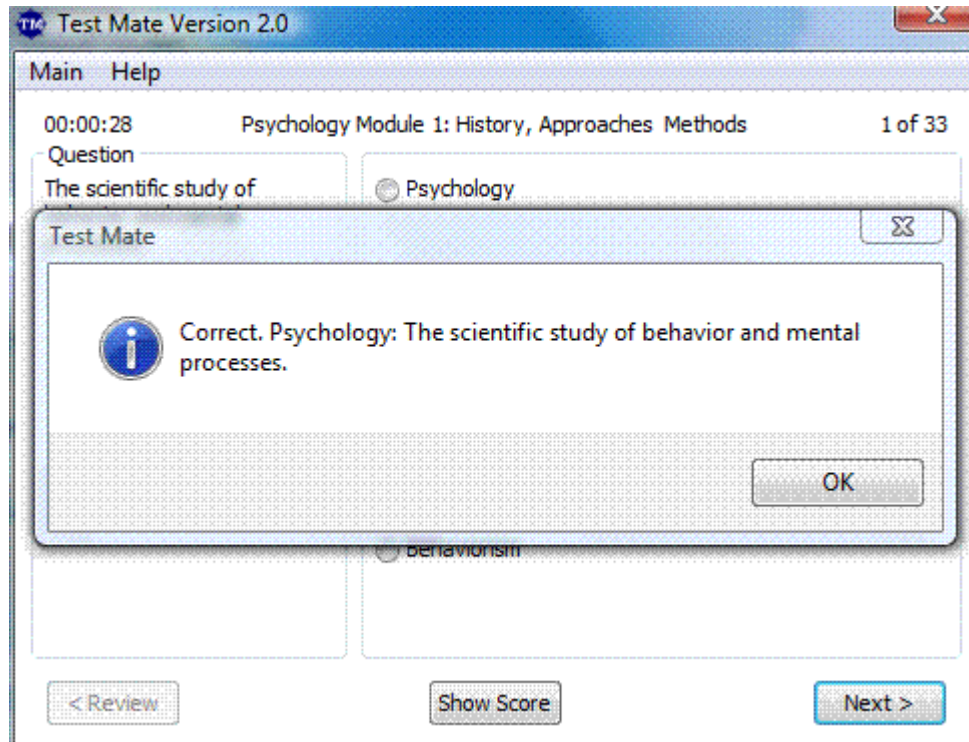 TM Test Mate Version 2.0
Main Help
00:00:28 Psychology Module 1: History, Approaches Methods 1 of 33
Question
The scientific study of
Psychology
Test Mate
Correct. Psychology: The scientific study of behavior and mental
processes.
OK
Behaviorism
< Review
Show Score
Next >